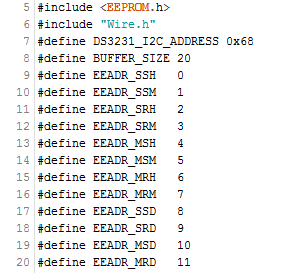 5 #include <EEPROM.h>
6 #include "Wire.h"
7 #define DS3231_I2C_ADDRESS 0x68
8 #define BUFFER_SIZE 20
9 #define EEADR_SSH 0
10 #define EEADR_SSM 1
11 #define EEADR_SRH 2
12 #define EEADR_SRM 3
13 #define EEADR_MSH 4
14 #define EEADR_MSM 5
15 #define EEADR_MRH 6
16 #define EEADR_MRM 7
17 #define EEADR_SSD 8
18 #define EEADR_SRD 9
19 #define EEADR_MSD 10
20 #define EEADR_MRD 11